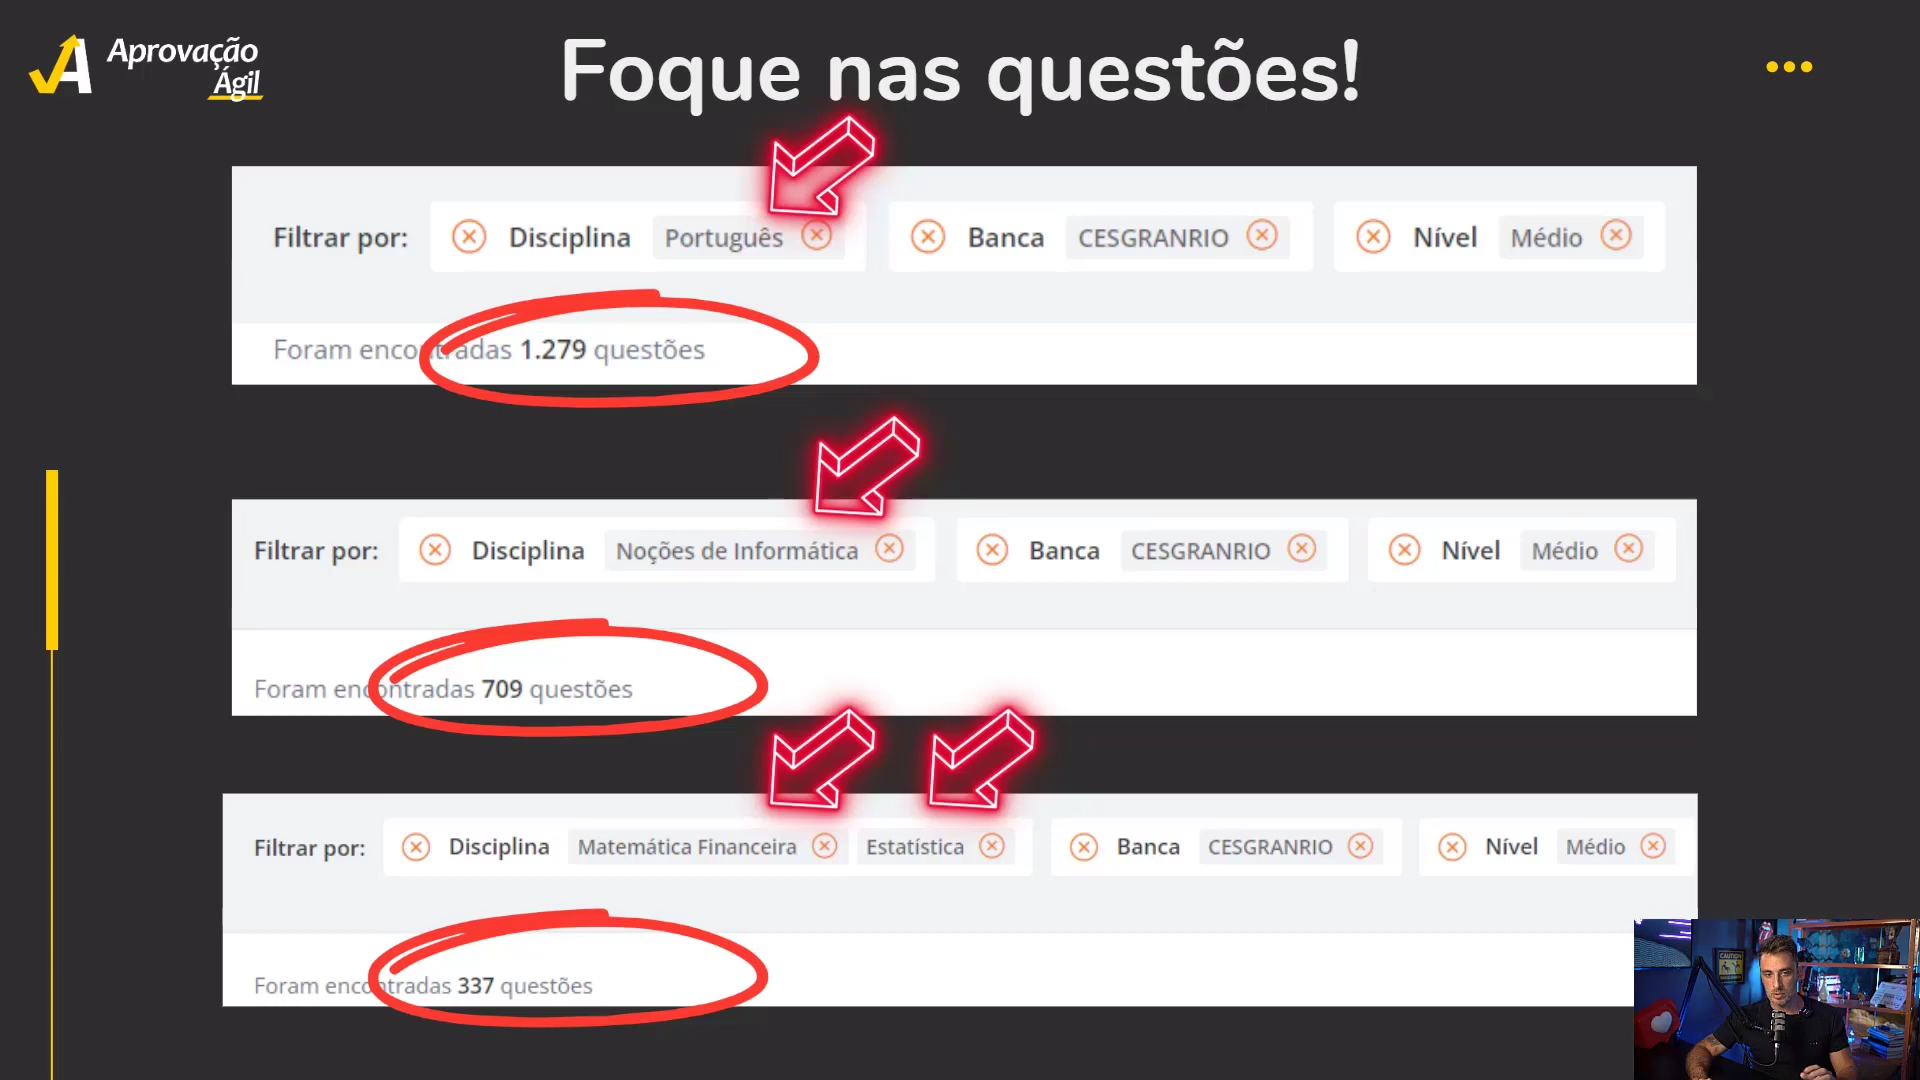 Aprovação
Ágil
Foque nas questões!
Filtrar por: Disciplina Português Banca CESGRANRIO Nível Médio
Foram encontradas 1.279 questões
Filtrar por: Disciplina Noções de Informática Banca CESGRANRIO Nível Médio
Foram encontradas 709 questões
Filtrar por: Disciplina Matemática Financeira Estatística Banca CESGRANRIO Nível Médio
Foram encontradas 337 questões
CAUTION